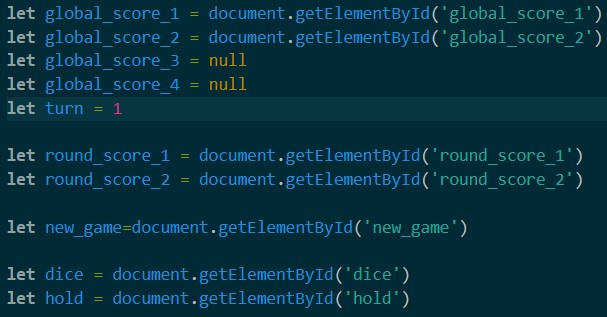 let global_score_1 = document.getElementById('global_score_1')
let global_score_2 = document.getElementById('global_score_2')
let global_score_3 = null
let global_score_4 = null
let turn = 1
let round_score_1 = document.getElementById('round_score_1')
let round_score_2 = document.getElementById('round_score_2')
let new_game=document.getElementById('new_game')
let dice = document.getElementById('dice')
let hold = document.getElementById('hold')